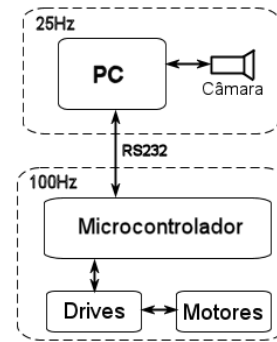 25Hz
PC
Câmara
RS232
100Hz
Microcontrolador
Drives
Motores